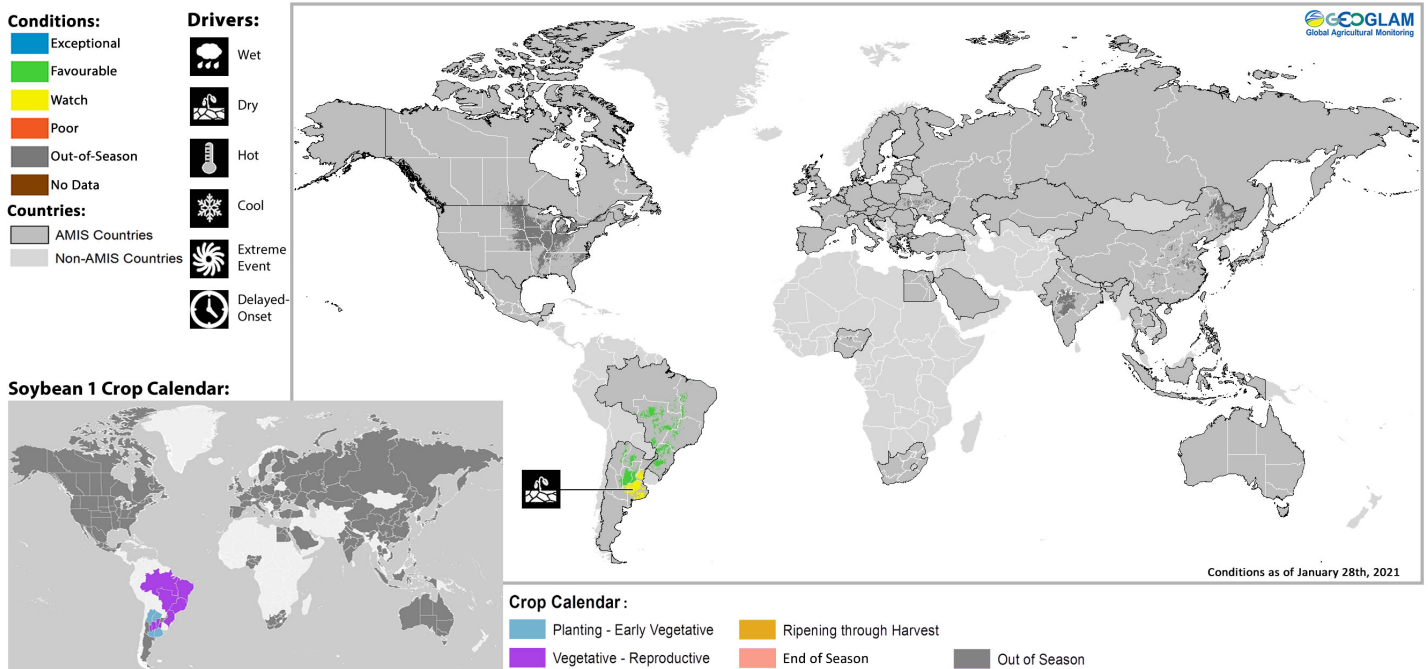 Conditions:
Exceptional
Favourable
Watch
Poor
Out-of-Season
No Data
Countries:
AMIS Countries
Non-AMIS Countries
Drivers:
Wet
Dry
Hot
Cool
Extreme
Event
Delayed-
Onset
GEOGLAM
Global Agricultural Monitoring
Soybean 1 Crop Calendar:
Conditions as of January 28th, 2021
Crop Calendar :
Planting - Early Vegetative
Ripening through Harvest
Vegetative - Reproductive
End of Season
Out of Season